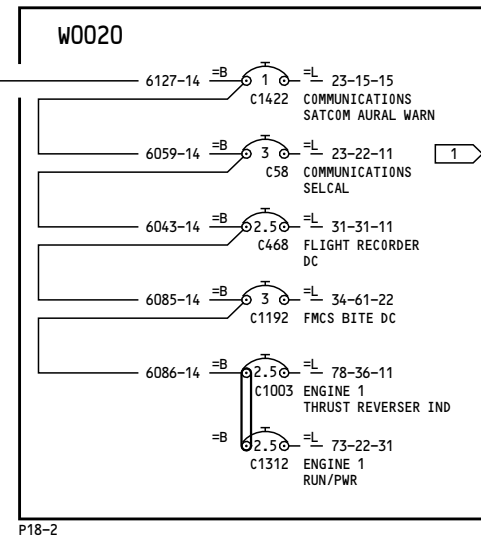 W0020
6127-14 =B 1 =L 23-15-15
C1422 COMMUNICATIONS
SATCOM AURAL WARN
6059-14 =B 3 =L 23-22-11 1
C58 COMMUNICATIONS
SELCAL
6043-14 =B 2.5 =L 31-31-11
C468 FLIGHT RECORDER
DC
6085-14 =B 3 =L 34-61-22
C1192 FMCS BITE DC
6086-14 =B 2.5 =L 78-36-11
C1003 ENGINE 1
THRUST REVERSER IND
=B 2.5 =L 73-22-31
C1312 ENGINE 1
RUN/PWR
P18-2